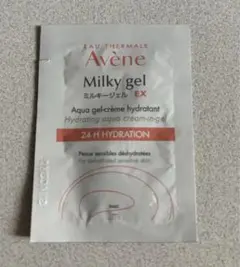 EAU THERMALE
Avène
Milky gel
ミルキージェル EX
Aqua gel-crème hydratant
Hydrating aqua cream-in-gel
24-H HYDRATION
Peaux sensibles déshydratées
For dehydrated sensitive skin